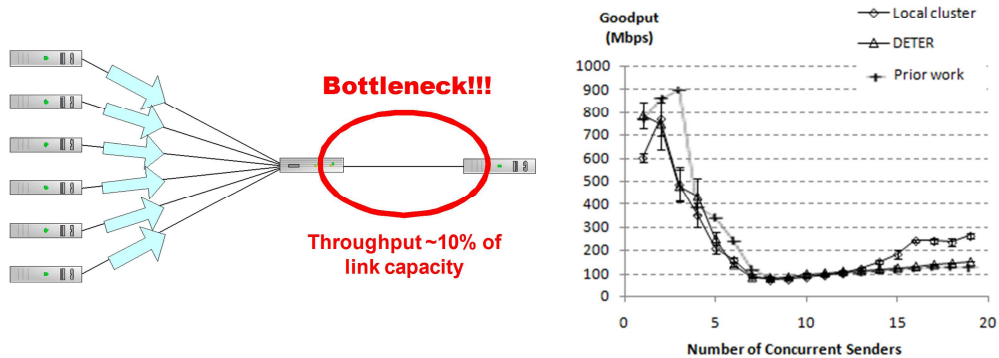 Bottleneck!!!
Throughput ~10% of
link capacity
Goodput
(Mbps)
Local cluster
DETER
Prior work
1000
900
800
700
600
500
400
300
200
100
0
0 5 10 15 20
Number of Concurrent Senders